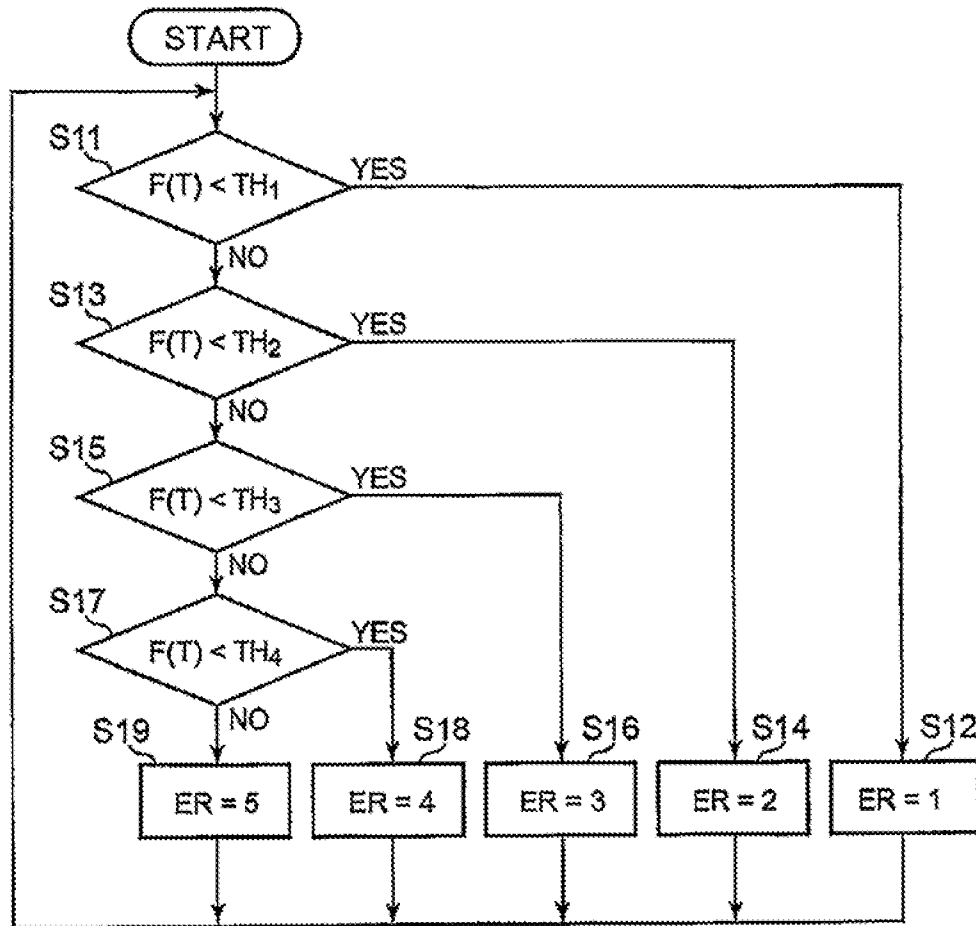 START
S11
F(T) < TH1
YES
NO
S13
F(T) < TH2
YES
NO
S15
F(T) < TH3
YES
NO
S17
F(T) < TH4
YES
NO
S19
S18
S16
S14
S12
ER = 5
ER = 4
ER = 3
ER = 2
ER = 1